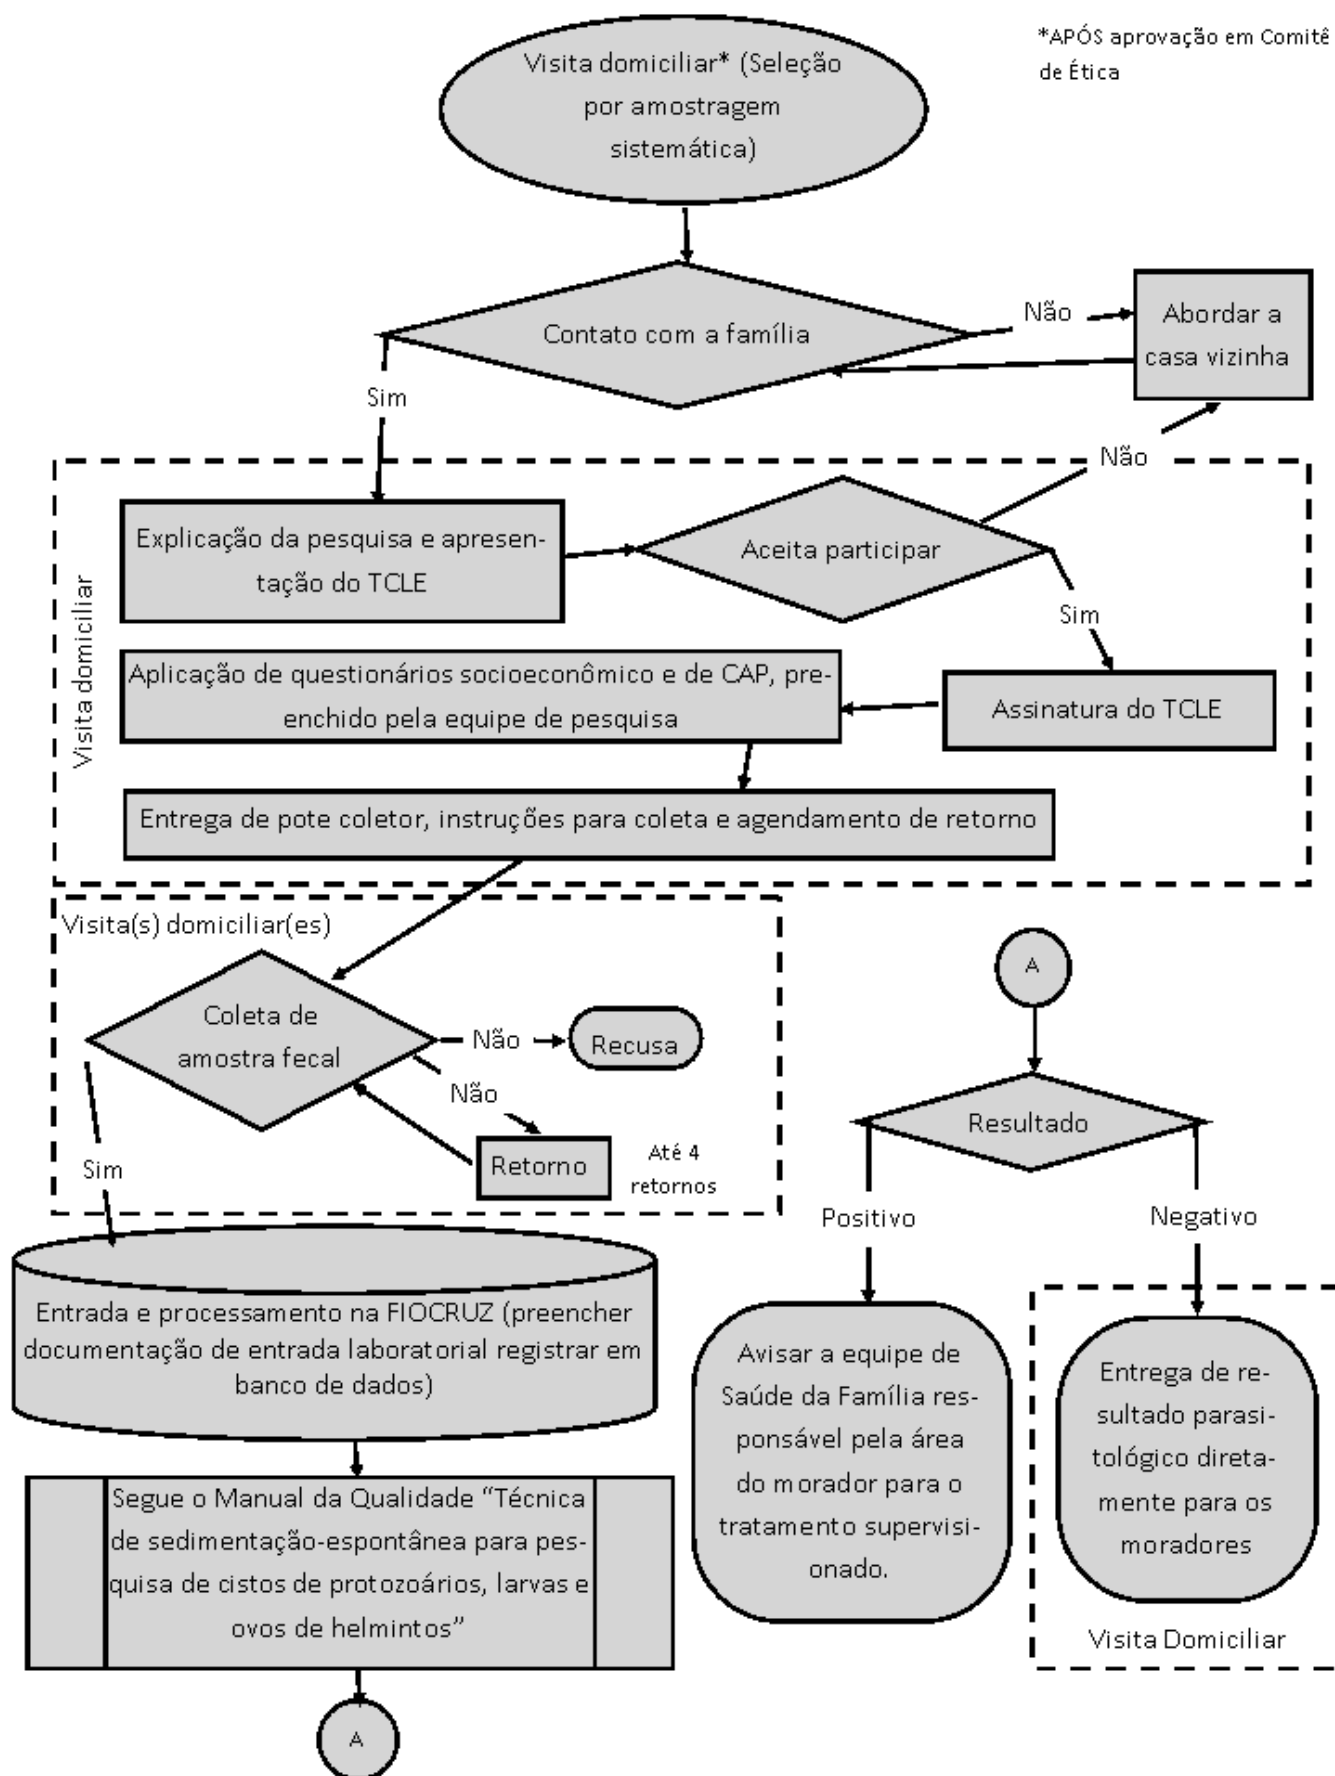 *APÓS aprovação em Comitê
de Ética
Visita domiciliar* (Seleção
por amostragem
sistemática)
Contato com a família
Não
Abordar a
casa vizinha
Sim
Não
Visita domiciliar
Explicação da pesquisa e apresen-
tação do TCLE
Aceita participar
Sim
Aplicação de questionários socioeconômico e de CAP, pre-
enchido pela equipe de pesquisa
Assinatura do TCLE
Entrega de pote coletor, instruções para coleta e agendamento de retorno
Visita(s) domiciliar(es)
Coleta de
amostra fecal
Não
Recusa
Não
Retorno
Até 4
retornos
Sim
Entrada e processamento na FIOCRUZ (preencher
documentação de entrada laboratorial registrar em
banco de dados)
Segue o Manual da Qualidade “Técnica
de sedimentação-espontânea para pes-
quisa de cistos de protozoários, larvas e
ovos de helmintos”
A
A
Resultado
Positivo
Negativo
Avisar a equipe de
Saúde da Família res-
ponsável pela área
do morador para o
tratamento supervisi-
onado.
Entrega de re-
sultado parasi-
tológico direta-
mente para os
moradores
Visita Domiciliar